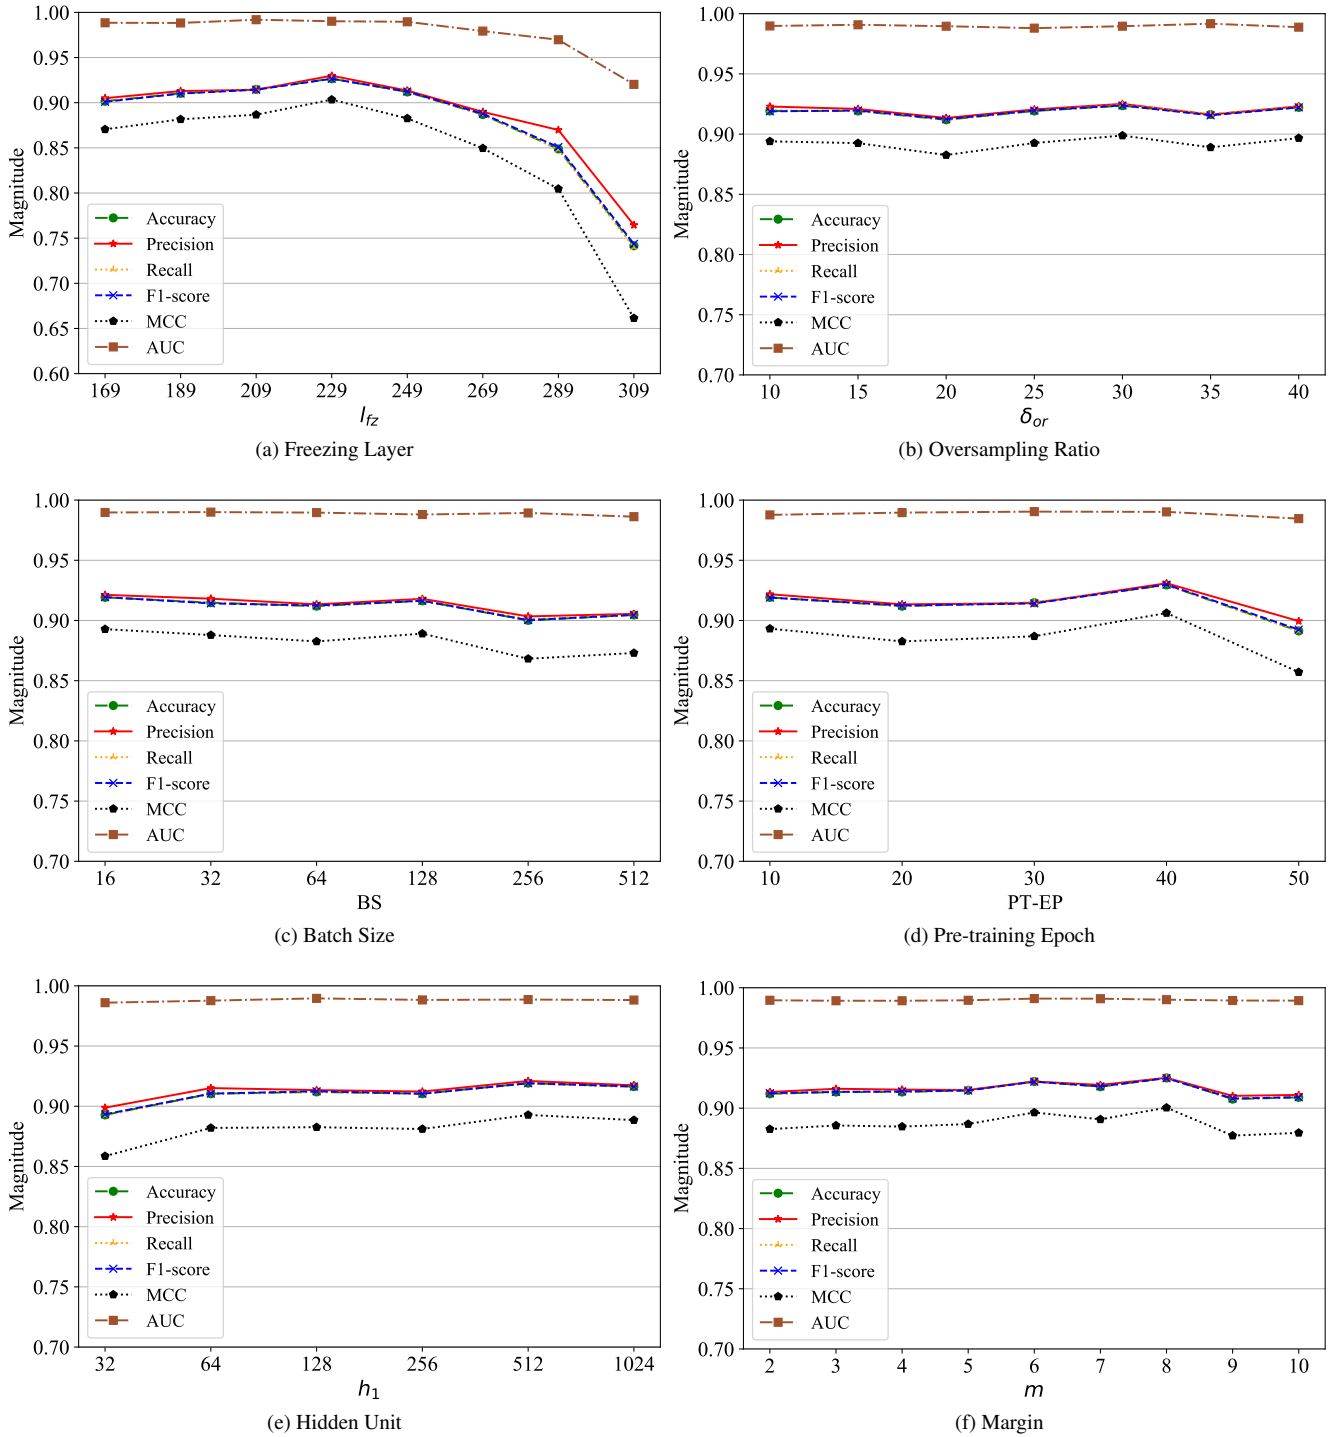 1.00
0.95
0.90
0.85
0.80
0.75
0.70
0.65
0.60
Magnitude
Accuracy
Precision
Recall
F1-score
MCC
AUC
169 189 209 229 249 269 289 309
l_fz
(a) Freezing Layer
1.00
0.95
0.90
0.85
0.80
0.75
0.70
Magnitude
Accuracy
Precision
Recall
F1-score
MCC
AUC
10 15 20 25 30 35 40
δ_or
(b) Oversampling Ratio
1.00
0.95
0.90
0.85
0.80
0.75
0.70
Magnitude
Accuracy
Precision
Recall
F1-score
MCC
AUC
16 32 64 128 256 512
BS
(c) Batch Size
1.00
0.95
0.90
0.85
0.80
0.75
0.70
Magnitude
Accuracy
Precision
Recall
F1-score
MCC
AUC
10 20 30 40 50
PT-EP
(d) Pre-training Epoch
1.00
0.95
0.90
0.85
0.80
0.75
0.70
Magnitude
Accuracy
Precision
Recall
F1-score
MCC
AUC
32 64 128 256 512 1024
h_1
(e) Hidden Unit
1.00
0.95
0.90
0.85
0.80
0.75
0.70
Magnitude
Accuracy
Precision
Recall
F1-score
MCC
AUC
2 3 4 5 6 7 8 9 10
m
(f) Margin